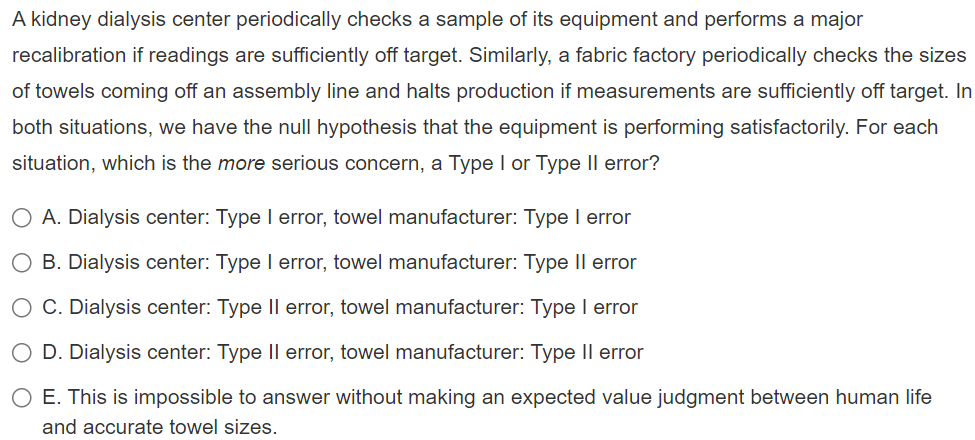 A kidney dialysis center periodically checks a sample of its equipment and performs a major
recalibration if readings are sufficiently off target. Similarly, a fabric factory periodically checks the sizes
of towels coming off an assembly line and halts production if measurements are sufficiently off target. In
both situations, we have the null hypothesis that the equipment is performing satisfactorily. For each
situation, which is the more serious concern, a Type I or Type II error?
A. Dialysis center: Type I error, towel manufacturer: Type I error
B. Dialysis center: Type I error, towel manufacturer: Type II error
C. Dialysis center: Type II error, towel manufacturer: Type I error
D. Dialysis center: Type II error, towel manufacturer: Type II error
E. This is impossible to answer without making an expected value judgment between human life
and accurate towel sizes.